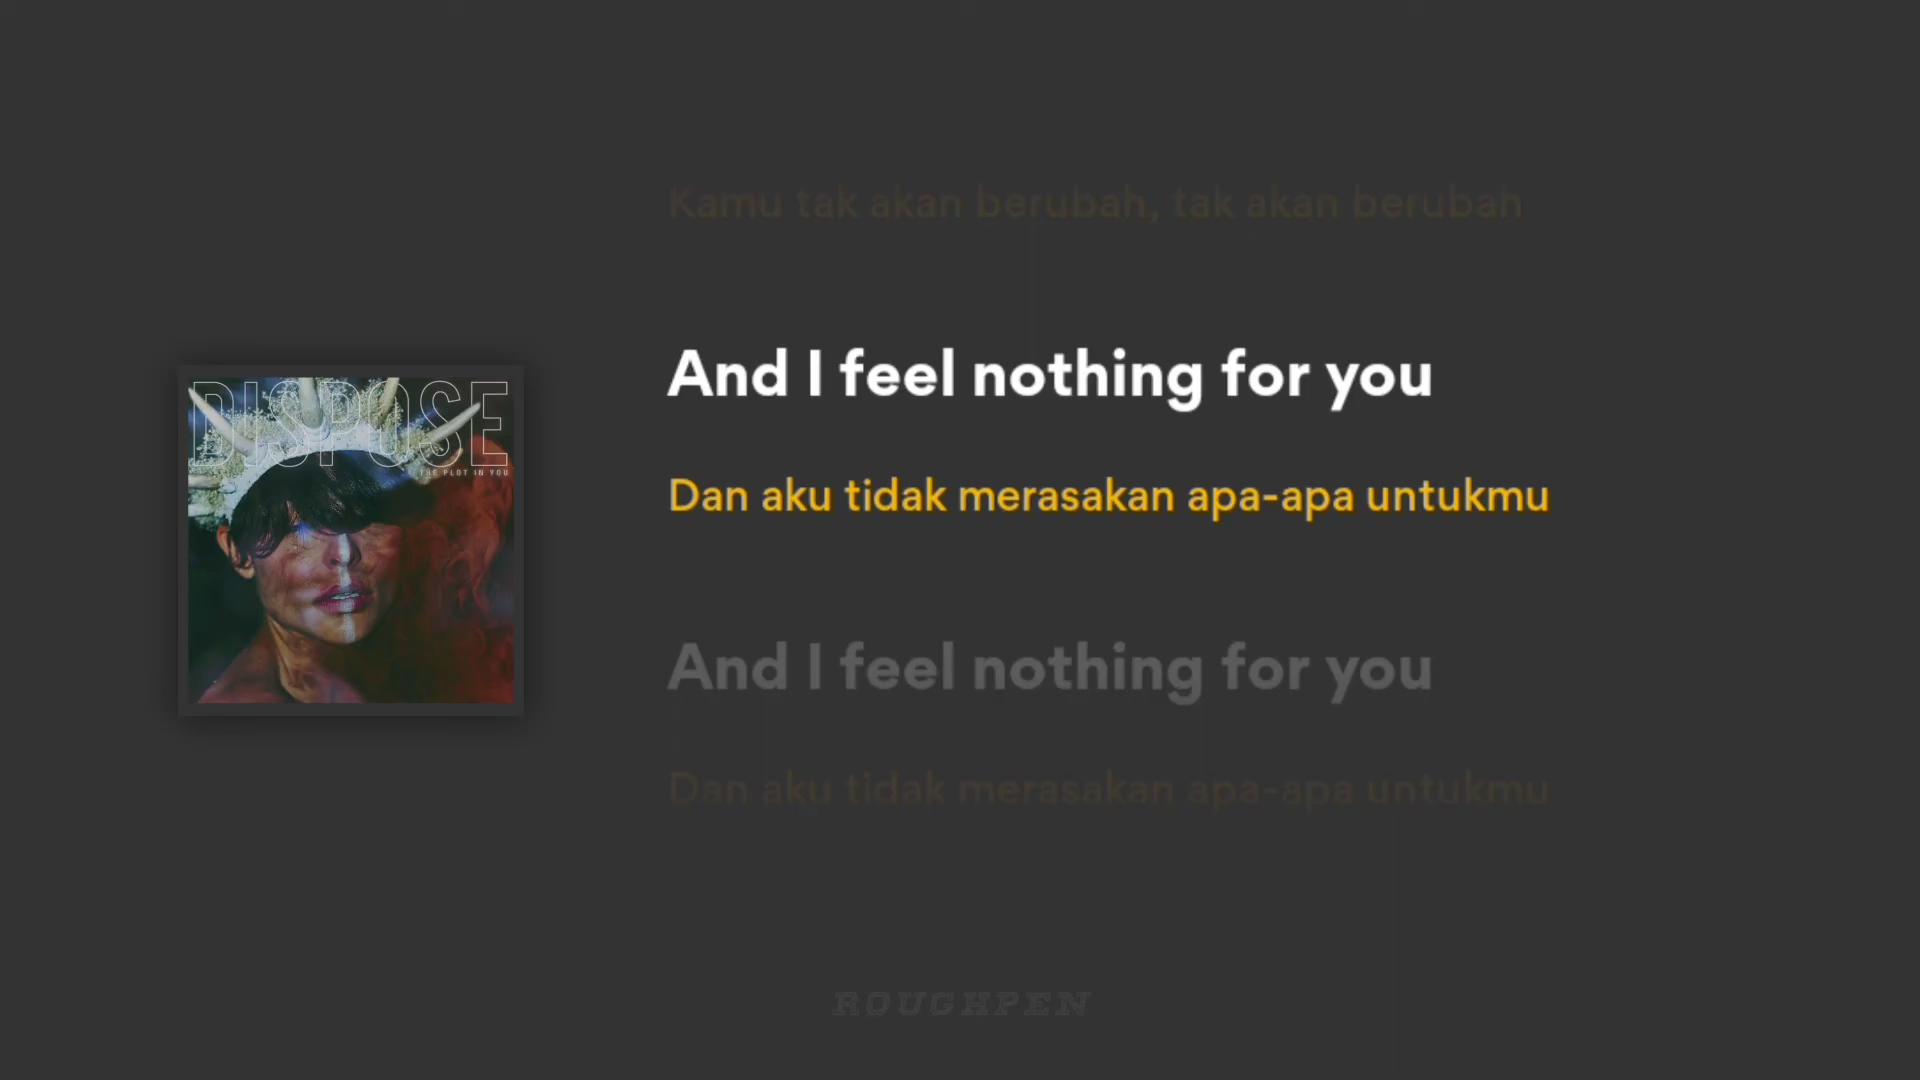 Kamu tak akan berubah, tak akan berubah
And I feel nothing for you
Dan aku tidak merasakan apa-apa untukmu
DISPOSE
THE PLOT IN YOU
And I feel nothing for you
Dan aku tidak merasakan apa-apa untukmu
ROUGHPEN